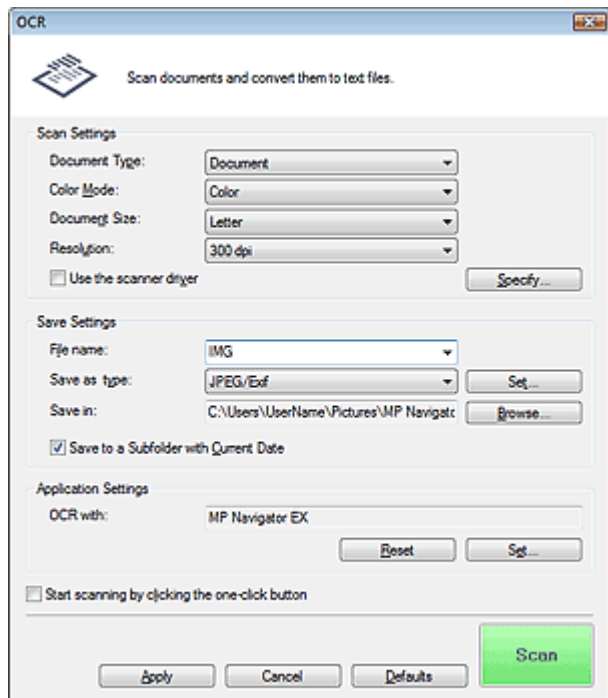 OCR
Scan documents and convert them to text files.
Scan Settings
Document Type: Document
Color Mode: Color
Document Size: Letter
Resolution: 300 dpi
Use the scanner driver Specify...
Save Settings
File name: IMG
Save as type: JPEG/Exif Set...
Save in: C:\Users\UserName\Pictures\MP Navigato Browse...
Save to a Subfolder with Current Date
Application Settings
OCR with: MP Navigator EX
Reset Set...
Start scanning by clicking the one-click button
Scan
Apply Cancel Defaults